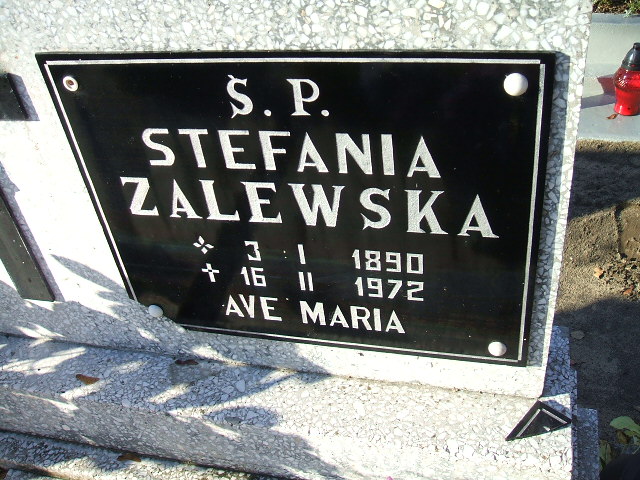 Ś. P.
STEFANIA
ZALEWSKA
* 3 I 1890
† 16 II 1972
AVE MARIA